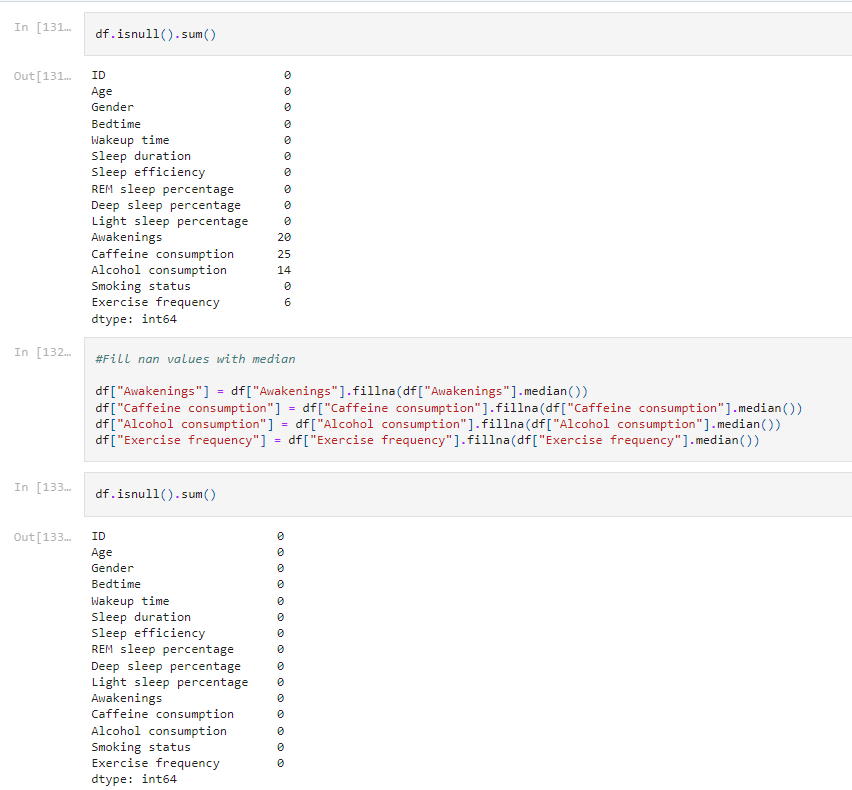 In [131…
df.isnull().sum()
Out[131…
ID 0
Age 0
Gender 0
Bedtime 0
Wakeup time 0
Sleep duration 0
Sleep efficiency 0
REM sleep percentage 0
Deep sleep percentage 0
Light sleep percentage 0
Awakenings 20
Caffeine consumption 25
Alcohol consumption 14
Smoking status 0
Exercise frequency 6
dtype: int64
In [132…
#Fill nan values with median
df["Awakenings"] = df["Awakenings"].fillna(df["Awakenings"].median())
df["Caffeine consumption"] = df["Caffeine consumption"].fillna(df["Caffeine consumption"].median())
df["Alcohol consumption"] = df["Alcohol consumption"].fillna(df["Alcohol consumption"].median())
df["Exercise frequency"] = df["Exercise frequency"].fillna(df["Exercise frequency"].median())
In [133…
df.isnull().sum()
Out[133…
ID 0
Age 0
Gender 0
Bedtime 0
Wakeup time 0
Sleep duration 0
Sleep efficiency 0
REM sleep percentage 0
Deep sleep percentage 0
Light sleep percentage 0
Awakenings 0
Caffeine consumption 0
Alcohol consumption 0
Smoking status 0
Exercise frequency 0
dtype: int64